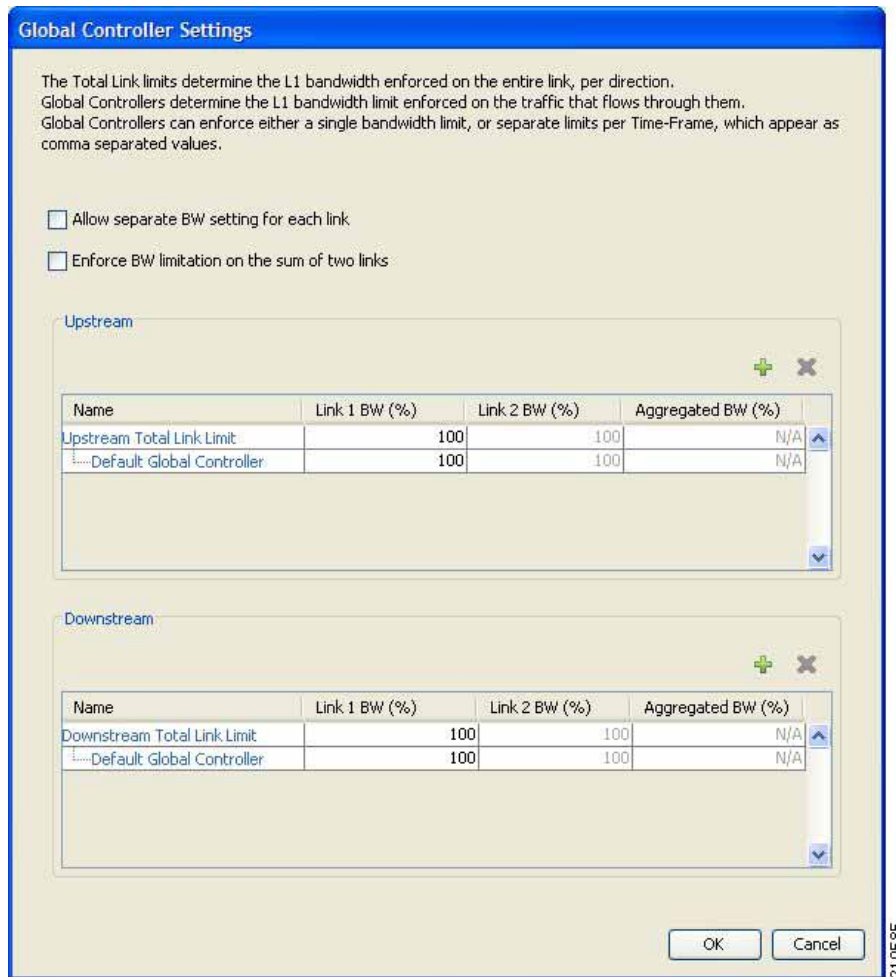 Global Controller Settings
The Total Link limits determine the L1 bandwidth enforced on the entire link, per direction.
Global Controllers determine the L1 bandwidth limit enforced on the traffic that flows through them.
Global Controllers can enforce either a single bandwidth limit, or separate limits per Time-Frame, which appear as
comma separated values.
Allow separate BW setting for each link
Enforce BW limitation on the sum of two links
Upstream
Name Link 1 BW (%) Link 2 BW (%) Aggregated BW (%)
Upstream Total Link Limit 100 100 N/A
Default Global Controller 100 100 N/A
Downstream
Name Link 1 BW (%) Link 2 BW (%) Aggregated BW (%)
Downstream Total Link Limit 100 100 N/A
Default Global Controller 100 100 N/A
OK Cancel